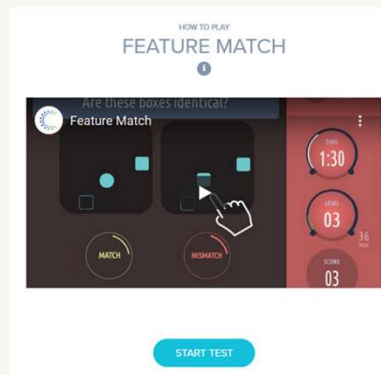 HOW TO PLAY
FEATURE MATCH
i
Are these boxes identical?
Feature Match
TIME
1:30
LEVEL
03
36
MATCH
MISMATCH
SCORE
03
START TEST